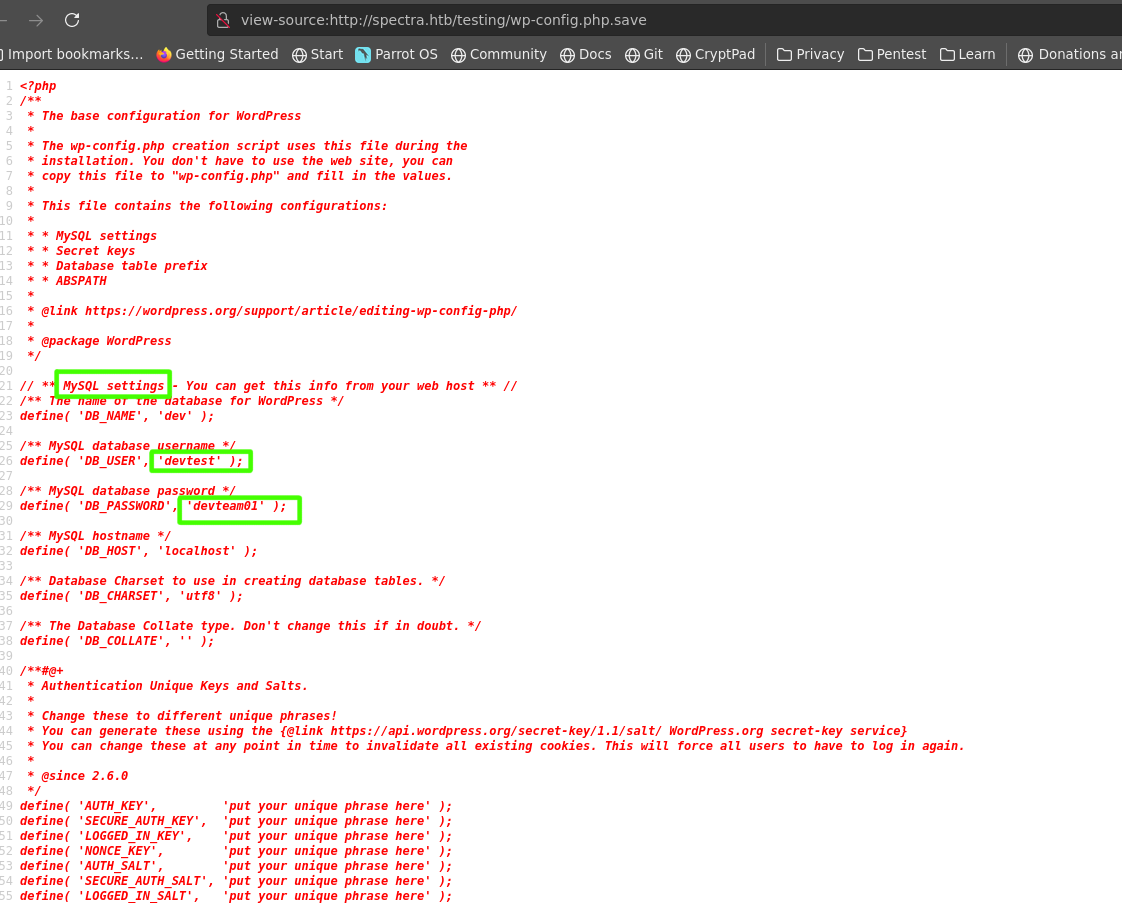 view-source:http://spectra.htb/testing/wp-config.php.save
Import bookmarks... Getting Started Start Parrot OS Community Docs Git CryptPad Privacy Pentest Learn Donations
1 <?php
2 /**
3  * The base configuration for WordPress
4  *
5  * The wp-config.php creation script uses this file during the
6  * installation. You don't have to use the web site, you can
7  * copy this file to "wp-config.php" and fill in the values.
8  *
9  * This file contains the following configurations:
10  *
11  * * MySQL settings
12  * * Secret keys
13  * * Database table prefix
14  * * ABSPATH
15  *
16  * @link https://wordpress.org/support/article/editing-wp-config-php/
17  *
18  * @package WordPress
19  */
20
21 // ** MySQL settings - You can get this info from your web host ** //
22 /** The name of the database for WordPress */
23 define( 'DB_NAME', 'dev' );
24
25 /** MySQL database username */
26 define( 'DB_USER', 'devtest' );
27
28 /** MySQL database password */
29 define( 'DB_PASSWORD', 'devteam01' );
30
31 /** MySQL hostname */
32 define( 'DB_HOST', 'localhost' );
33
34 /** Database Charset to use in creating database tables. */
35 define( 'DB_CHARSET', 'utf8' );
36
37 /** The Database Collate type. Don't change this if in doubt. */
38 define( 'DB_COLLATE', '' );
39
40 /**#@+
41  * Authentication Unique Keys and Salts.
42  *
43  * Change these to different unique phrases!
44  * You can generate these using the {@link https://api.wordpress.org/secret-key/1.1/salt/ WordPress.org secret-key service}
45  * You can change these at any point in time to invalidate all existing cookies. This will force all users to have to log in again.
46  *
47  * @since 2.6.0
48  */
49 define( 'AUTH_KEY',         'put your unique phrase here' );
50 define( 'SECURE_AUTH_KEY',  'put your unique phrase here' );
51 define( 'LOGGED_IN_KEY',    'put your unique phrase here' );
52 define( 'NONCE_KEY',        'put your unique phrase here' );
53 define( 'AUTH_SALT',        'put your unique phrase here' );
54 define( 'SECURE_AUTH_SALT', 'put your unique phrase here' );
55 define( 'LOGGED_IN_SALT',   'put your unique phrase here' );